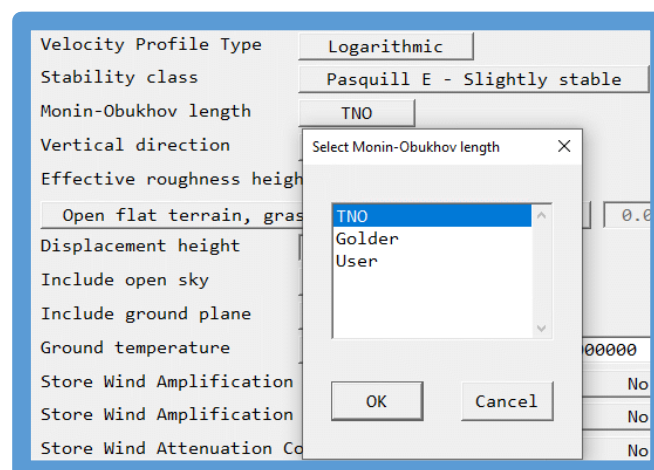 Velocity Profile Type Logarithmic
Stability class Pasquill E - Slightly stable
Monin-Obukhov length TNO
Vertical direction
Effective roughness heigh
Open flat terrain, gras 0.0
Displacement height
Include open sky
Include ground plane
Ground temperature 00000
Store Wind Amplification No
Store Wind Amplification No
Store Wind Attenuation Co No
Select Monin-Obukhov length
TNO
Golder
User
OK Cancel